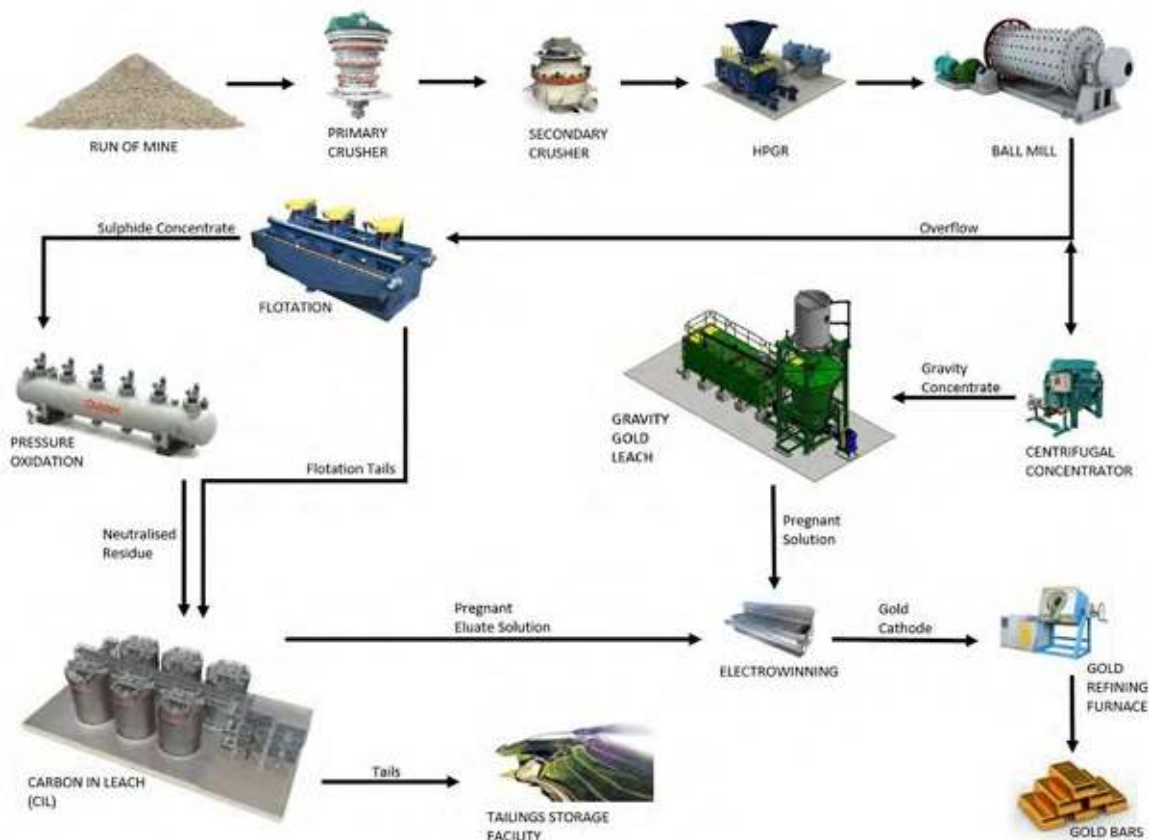 RUN OF MINE
PRIMARY
CRUSHER
SECONDARY
CRUSHER
HPGR
BALL MILL
Sulphide Concentrate
Overflow
FLOTATION
Gravity
Concentrate
PRESSURE
OXIDATION
GRAVITY
GOLD
LEACH
CENTRIFUGAL
CONCENTRATOR
Flotation Tails
Neutralised
Residue
Pregnant
Solution
Pregnant
Eluate Solution
Gold
Cathode
ELECTROWINNING
GOLD
REFINING
FURNACE
CARBON IN LEACH
(CIL)
Tails
TAILINGS STORAGE
FACILITY
GOLD BARS